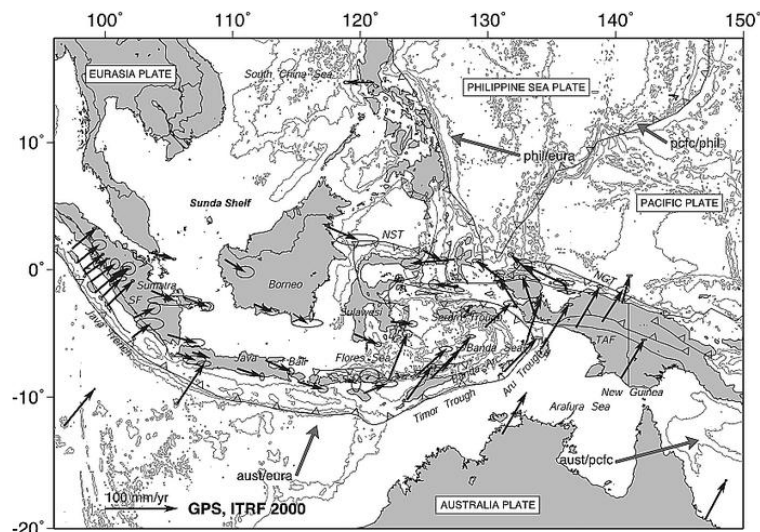 100° 110° 120° 130° 140° 150°
EURASIA PLATE
South China Sea
PHILIPPINE SEA PLATE
10°
phil/eura
pcfc/phil
Sunda Shelf
PACIFIC PLATE
NST
0°
Sumatra
SF
Borneo
NGT
Sulawesi
Seram Trough
Java Trench
TAF
Java
Bali
Flores Sea
Banda Sea
-10°
Timor Trough
Aru Trough
New Guinea
Arafura Sea
aust/eura
aust/pcfc
100 mm/yr
GPS, ITRF 2000
AUSTRALIA PLATE
-20°